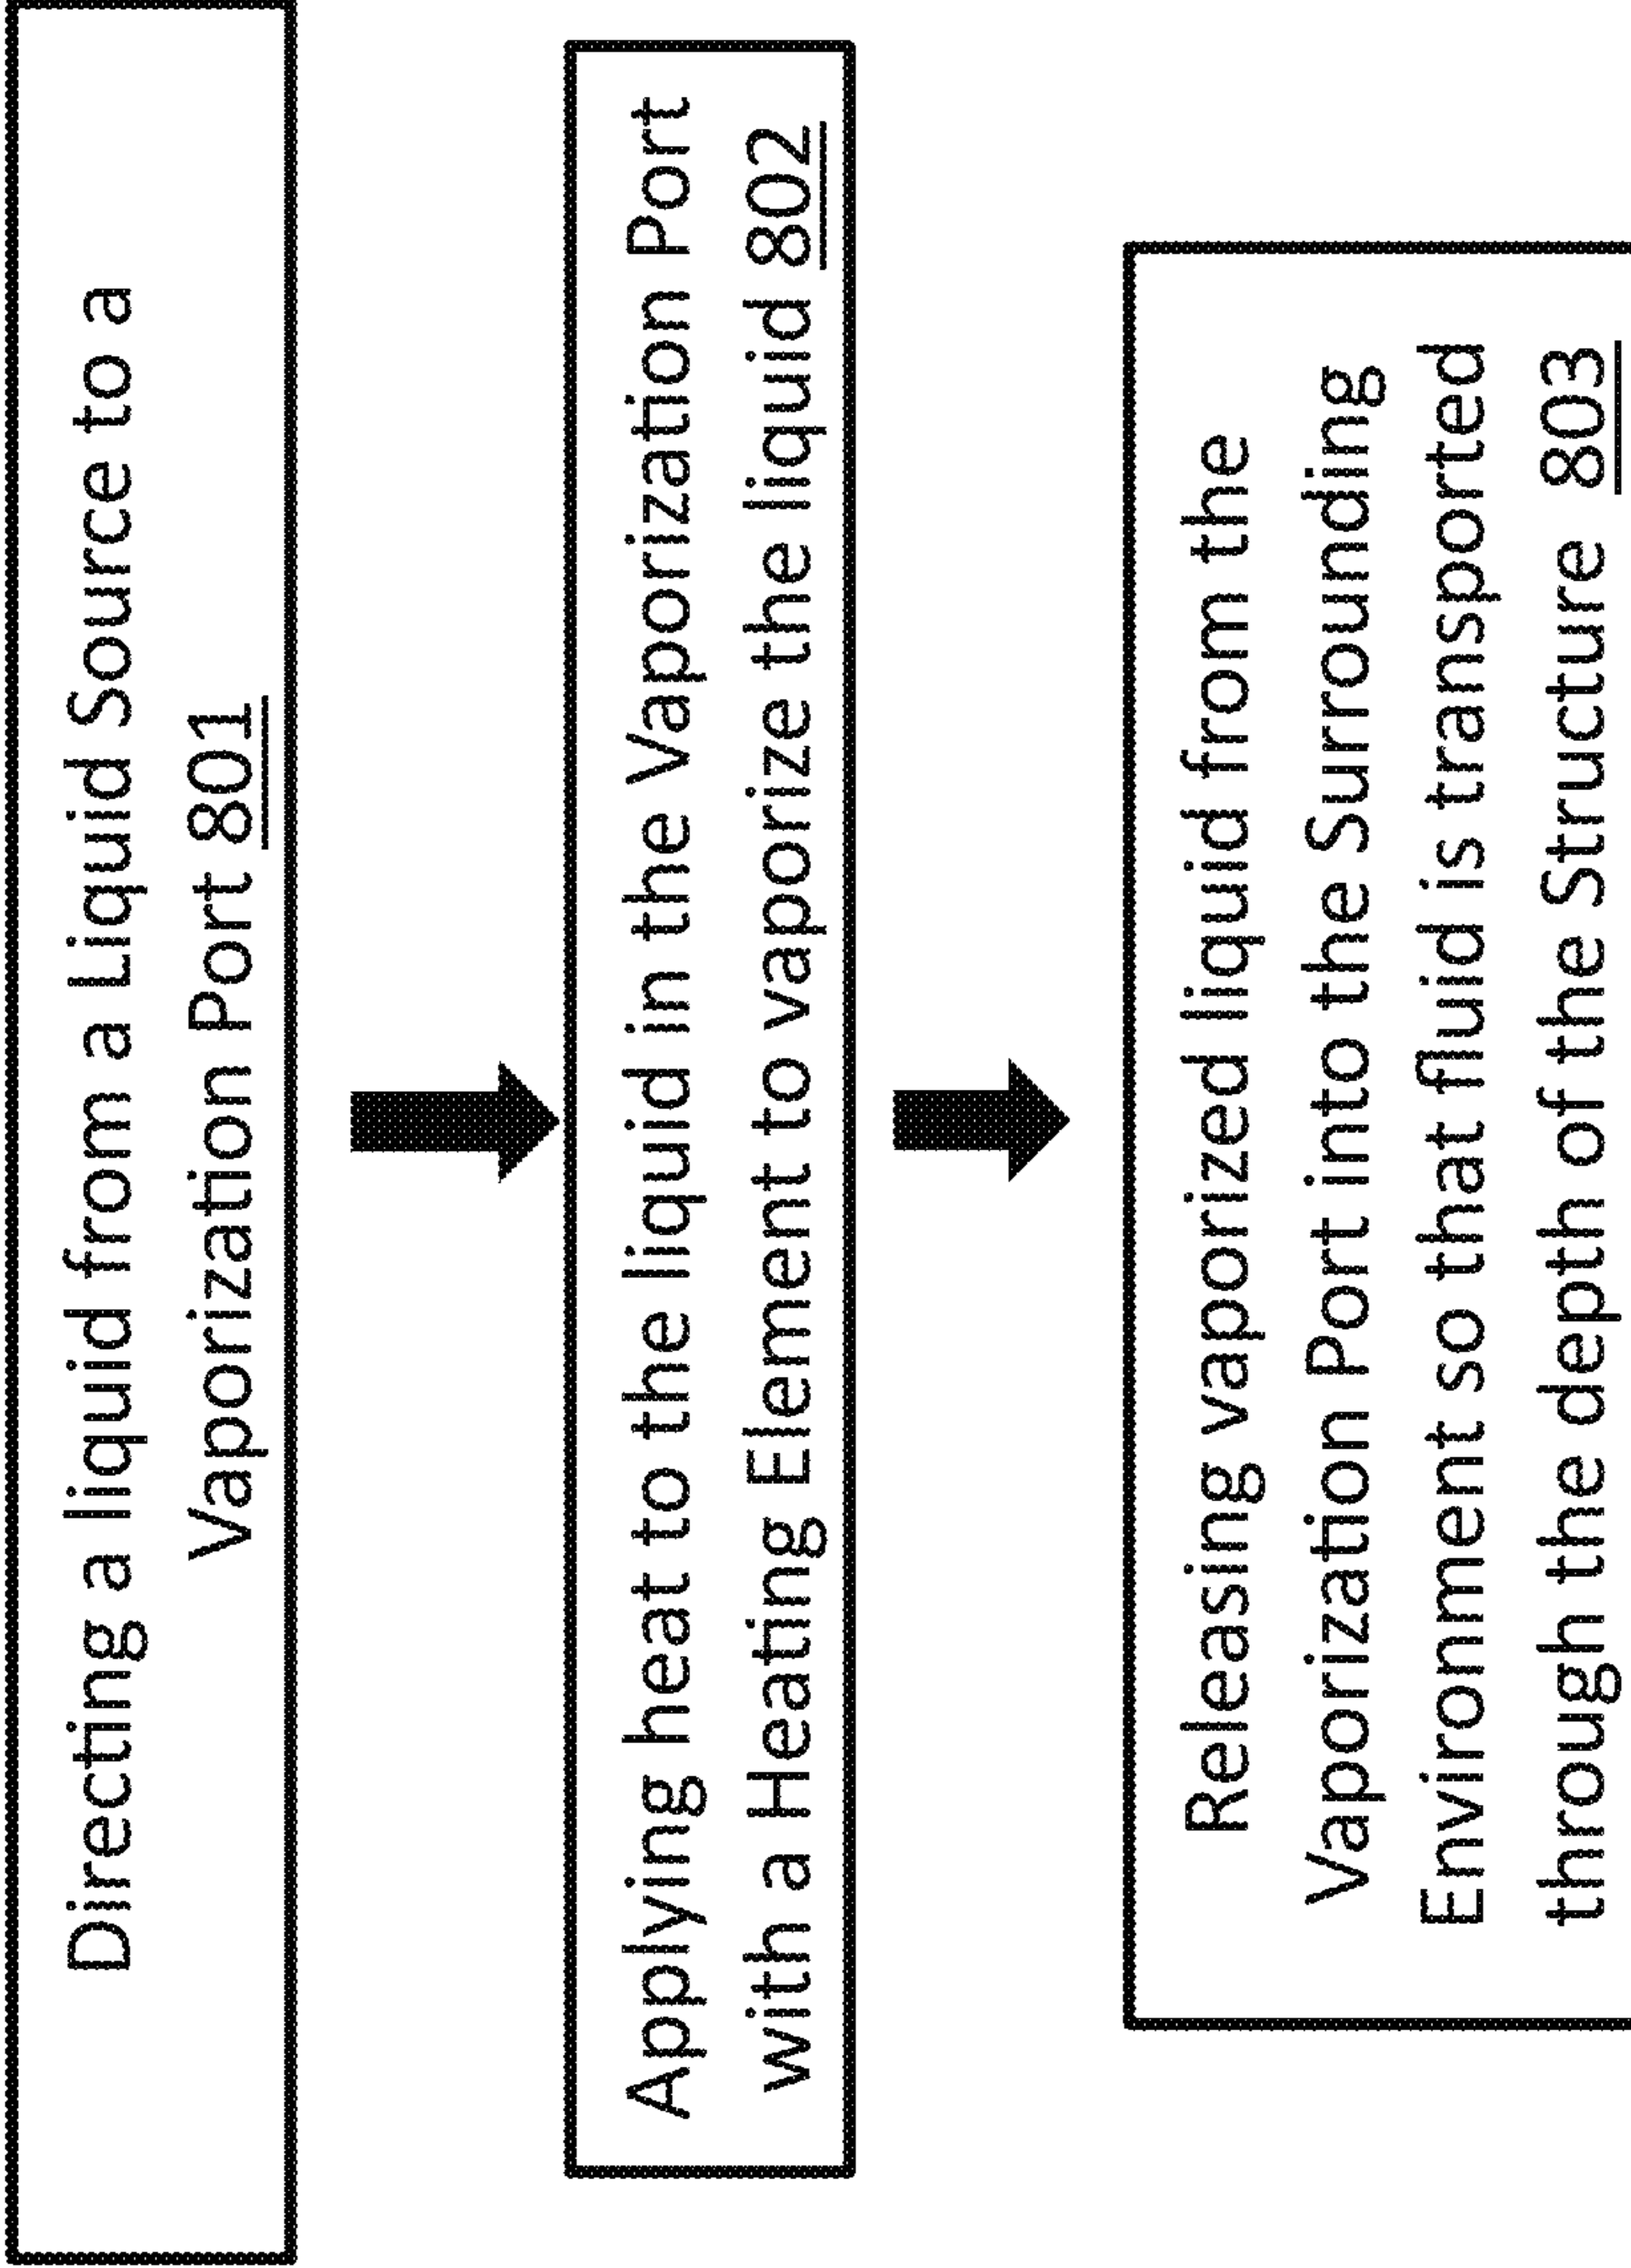 Directing a liquid from a Liquid Source to a
Vaporization Port 801
Applying heat to the liquid in the Vaporization Port
with a Heating Element to vaporize the liquid 802
Releasing vaporized liquid from the
Vaporization Port into the Surrounding
Environment so that fluid is transported
through the depth of the Structure 803